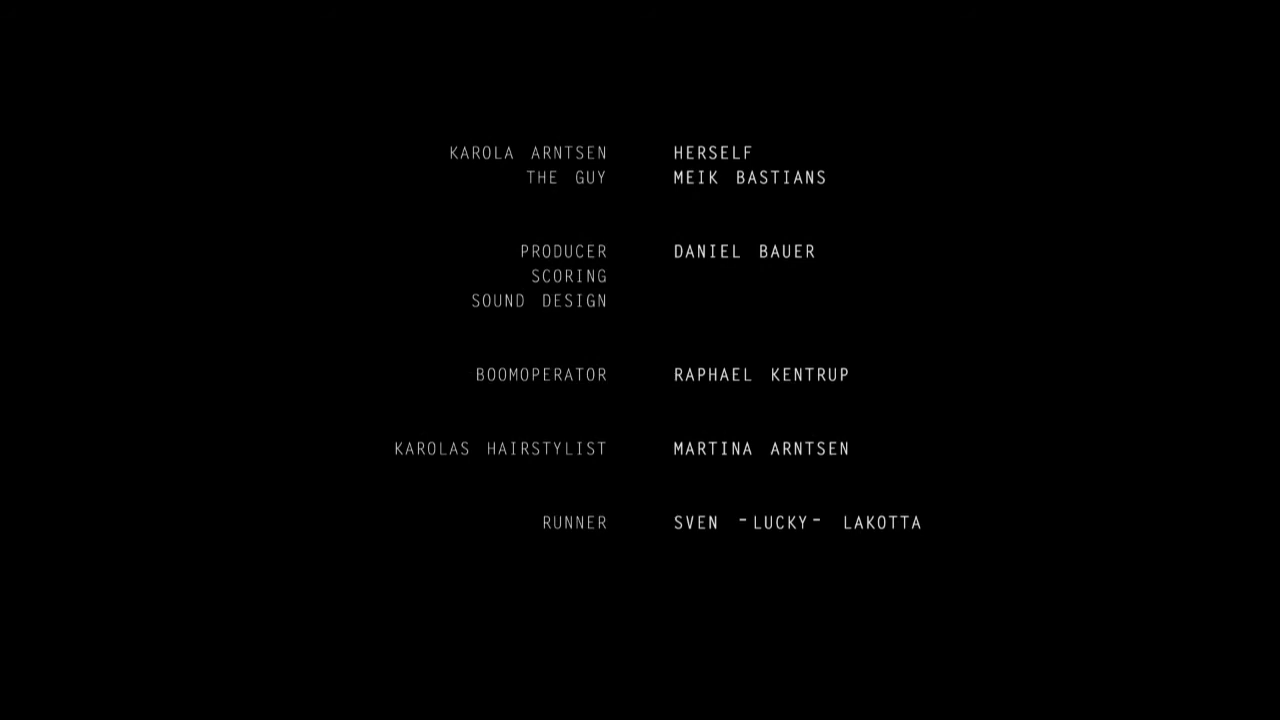 KAROLA ARNTSEN HERSELF
THE GUY MEIK BASTIANS
PRODUCER DANIEL BAUER
SCORING
SOUND DESIGN
BOOMOPERATOR RAPHAEL KENTRUP
KAROLAS HAIRSTYLIST MARTINA ARNTSEN
RUNNER SVEN -LUCKY- LAKOTTA